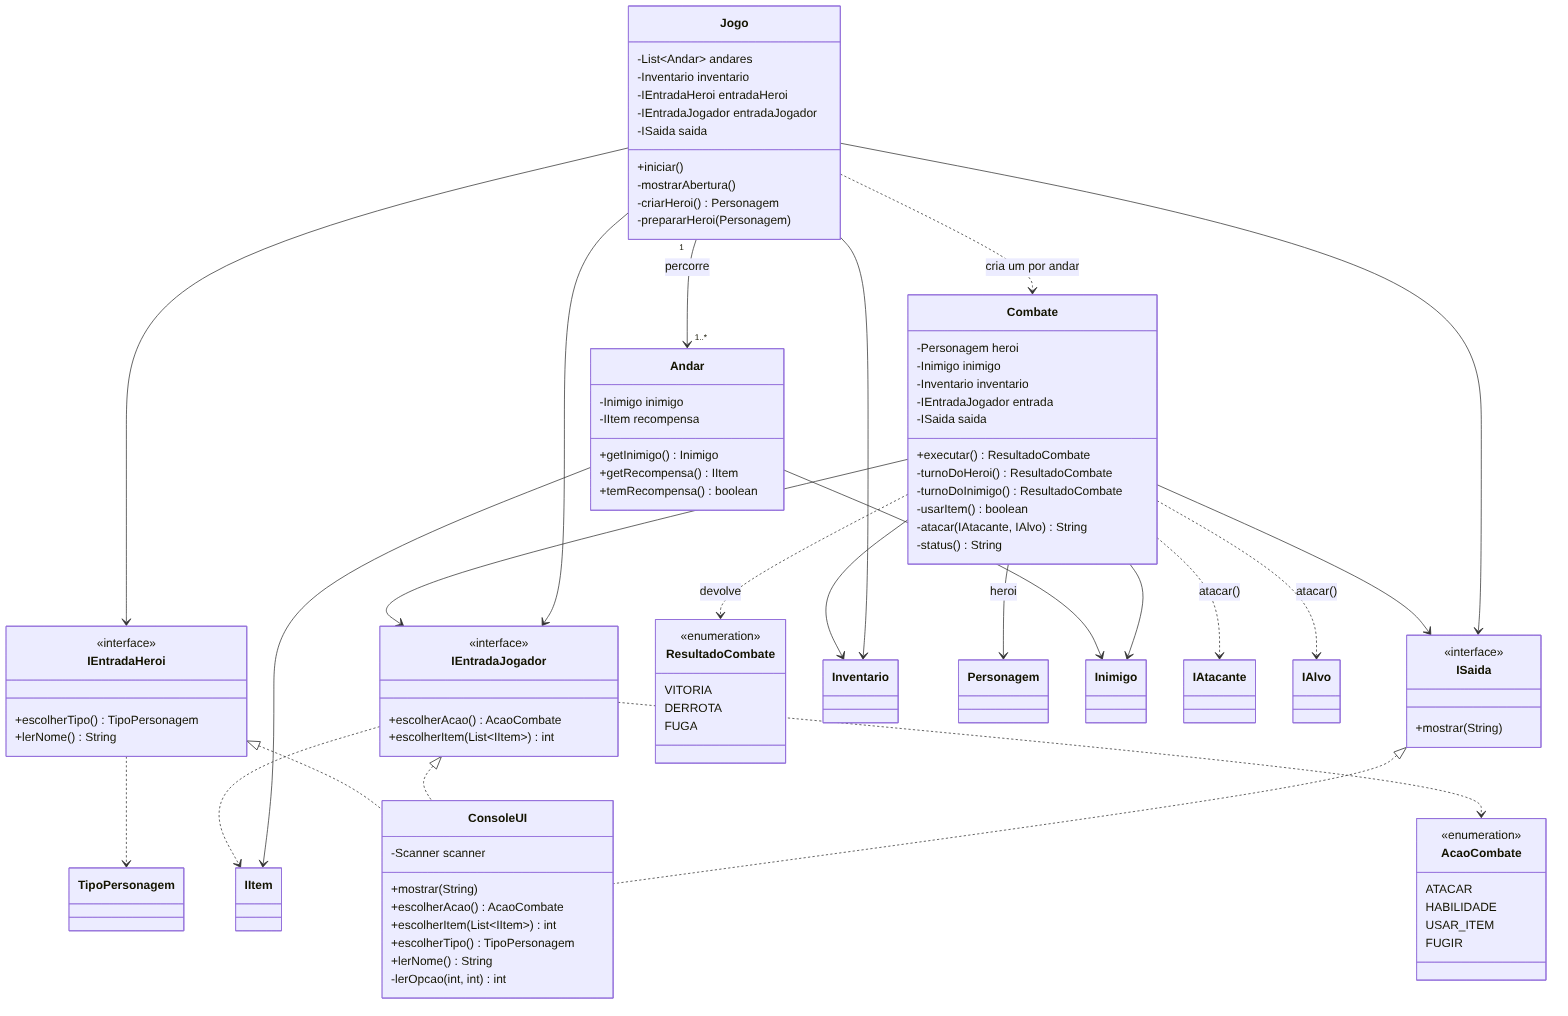 Jogo
-List<Andar> andares
-Inventario inventario
-IEntradaHeroi entradaHeroi
-IEntradaJogador entradaJogador
-ISaida saida
+iniciar()
-mostrarAbertura()
-criarHeroi() : Personagem
-prepararHeroi(Personagem)
1
percorre
1..*
cria um por andar
Andar
-Inimigo inimigo
-IItem recompensa
+getInimigo() : Inimigo
+getRecompensa() : IItem
+temRecompensa() : boolean
Combate
-Personagem heroi
-Inimigo inimigo
-Inventario inventario
-IEntradaJogador entrada
-ISaida saida
+executar() : ResultadoCombate
-turnoDoHeroi() : ResultadoCombate
-turnoDoInimigo() : ResultadoCombate
-usarItem() : boolean
-atacar(IAtacante, IAlvo) : String
-status() : String
devolve
heroi
atacar()
atacar()
«interface»
IEntradaHeroi
+escolherTipo() : TipoPersonagem
+lerNome() : String
«interface»
IEntradaJogador
+escolherAcao() : AcaoCombate
+escolherItem(List<IItem>) : int
«enumeration»
ResultadoCombate
VITORIA
DERROTA
FUGA
Inventario
Personagem
Inimigo
IAtacante
IAlvo
«interface»
ISaida
+mostrar(String)
TipoPersonagem
IItem
ConsoleUI
-Scanner scanner
+mostrar(String)
+escolherAcao() : AcaoCombate
+escolherItem(List<IItem>) : int
+escolherTipo() : TipoPersonagem
+lerNome() : String
-lerOpcao(int, int) : int
«enumeration»
AcaoCombate
ATACAR
HABILIDADE
USAR_ITEM
FUGIR